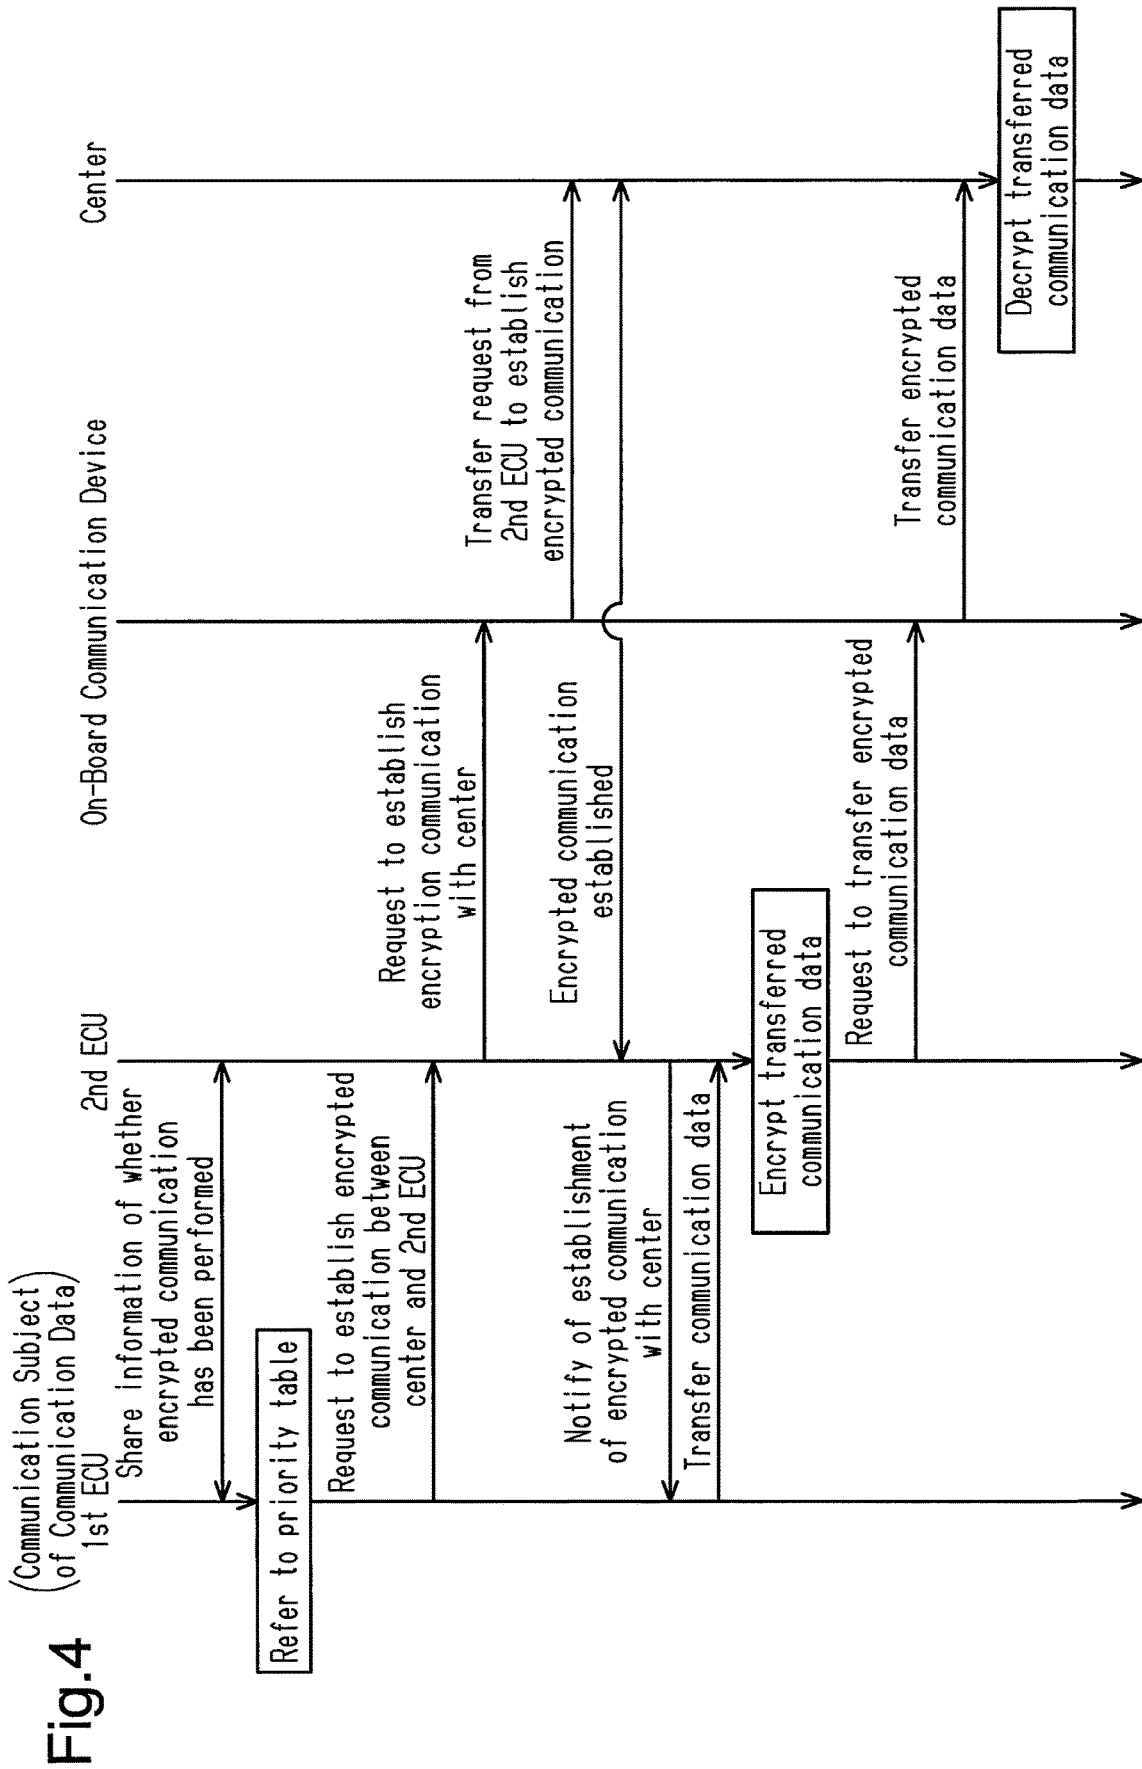 Fig.4
(Communication Subject
of Communication Data)
1st ECU
2nd ECU
On-Board Communication Device
Center
Share information of whether
encrypted communication
has been performed
Refer to priority table
Request to establish encrypted
communication between
center and 2nd ECU
Request to establish
encryption communication
with center
Transfer request from
2nd ECU to establish
encrypted communication
Encrypted communication
established
Notify of establishment
of encrypted communication
with center
Transfer communication data
Encrypt transferred
communication data
Request to transfer encrypted
communication data
Transfer encrypted
communication data
Decrypt transferred
communication data